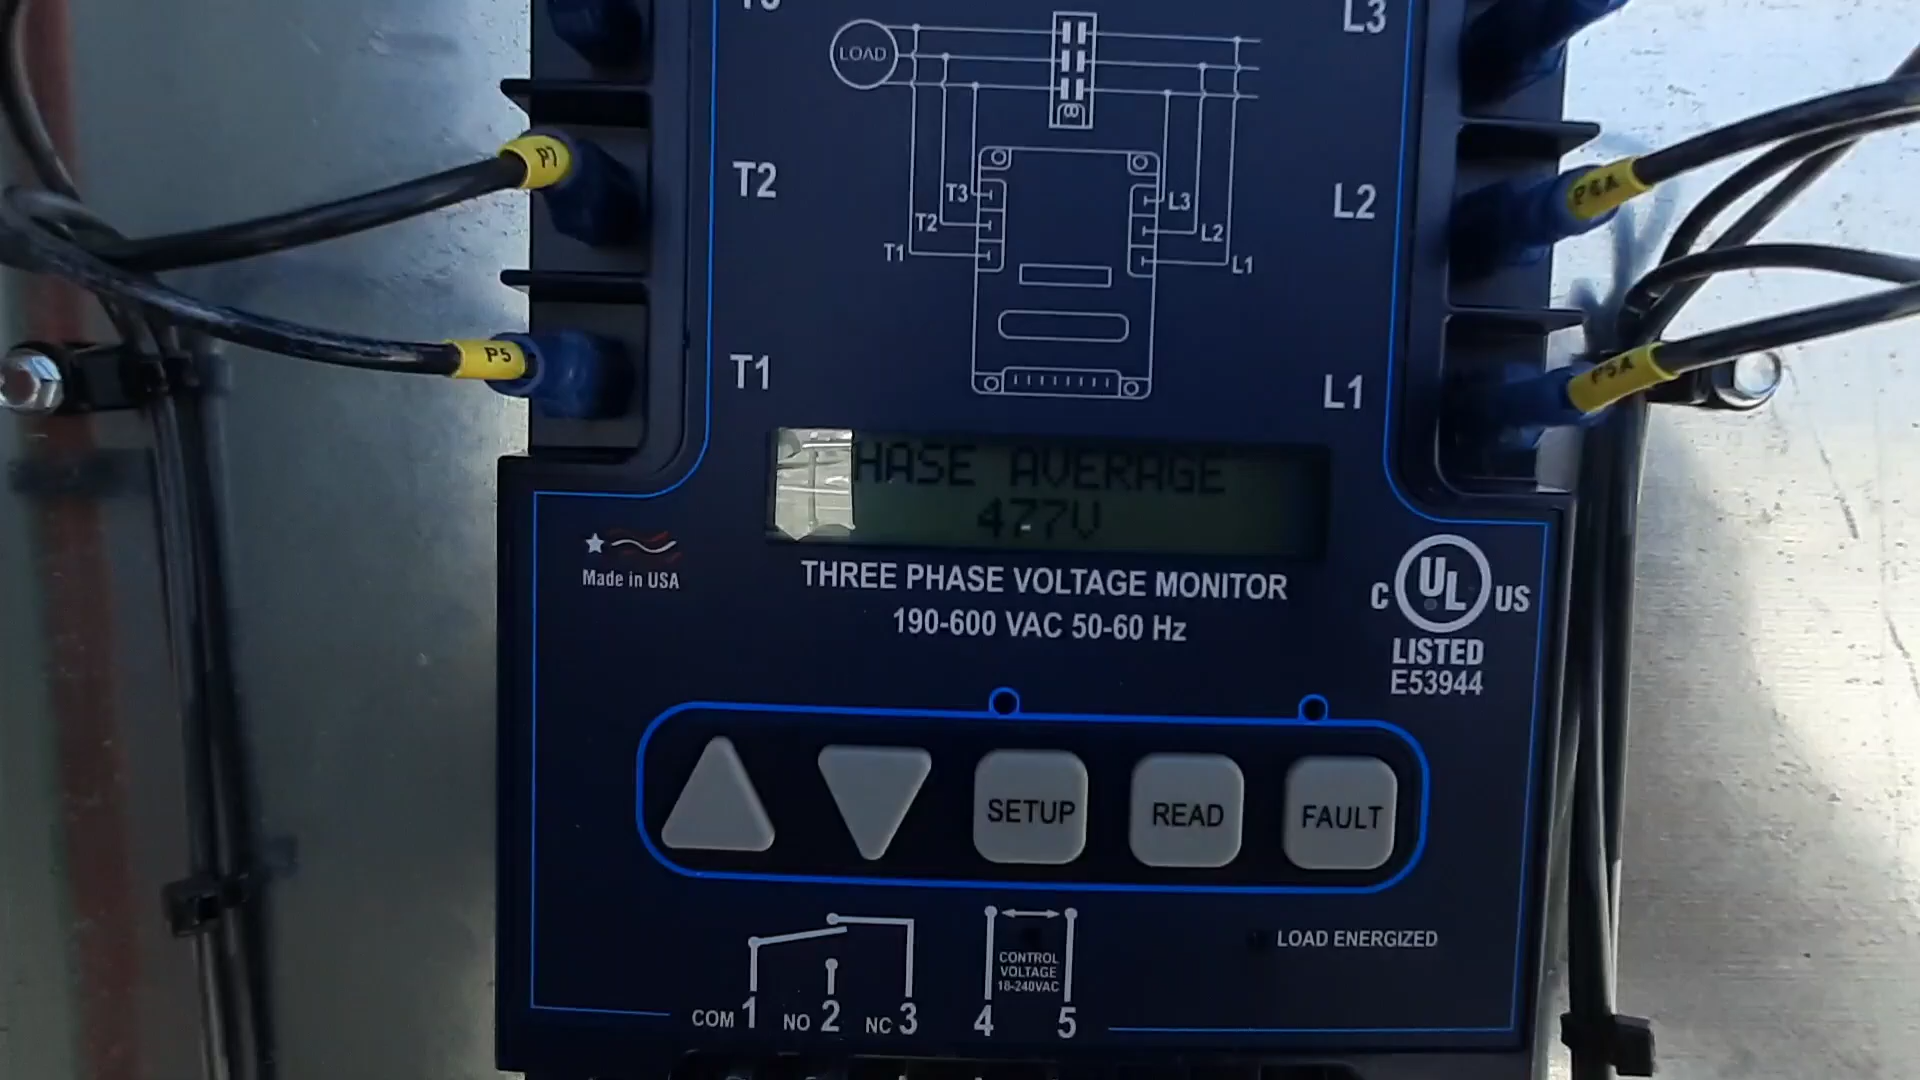 T3
L3
LOAD
P7
T2
L2
T3
L3
T2
L2
T1
L1
P5
P5A
T1
L1
HASE AVERAGE
477V
Made in USA
THREE PHASE VOLTAGE MONITOR
190-600 VAC 50-60 Hz
C UL US
LISTED
E53944
SETUP
READ
FAULT
LOAD ENERGIZED
CONTROL
VOLTAGE
18-240VAC
COM 1 NO 2 NC 3
4 5